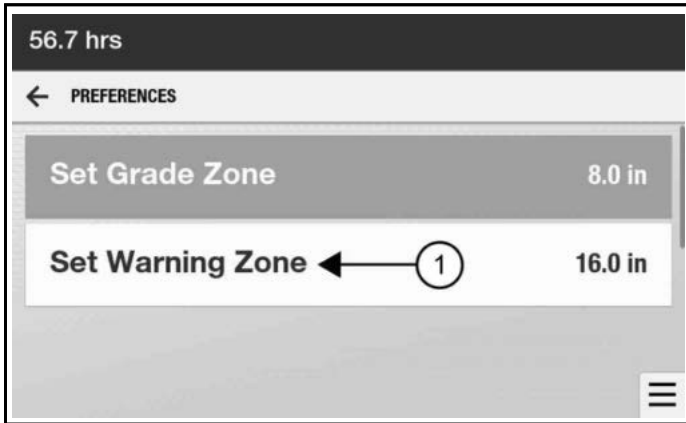 56.7 hrs
← PREFERENCES
Set Grade Zone 8.0 in
Set Warning Zone 1 16.0 in